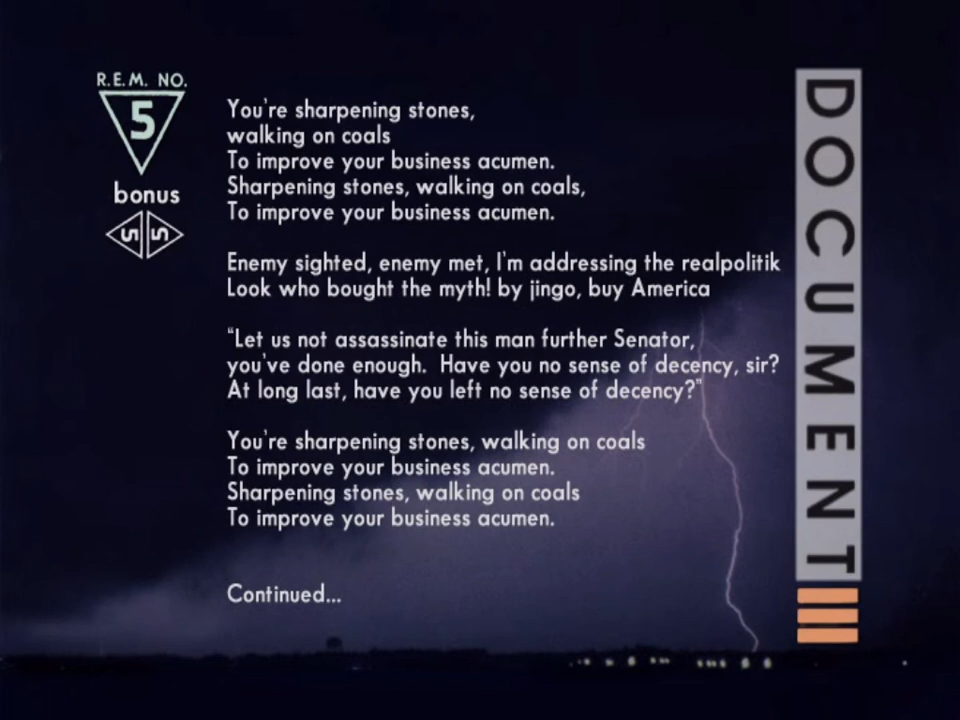 R.E.M. NO.
5
bonus
5 5
You're sharpening stones,
walking on coals
To improve your business acumen.
Sharpening stones, walking on coals,
To improve your business acumen.
Enemy sighted, enemy met, I'm addressing the realpolitik
Look who bought the myth! by jingo, buy America
"Let us not assassinate this man further Senator,
you've done enough. Have you no sense of decency, sir?
At long last, have you left no sense of decency?"
You're sharpening stones, walking on coals
To improve your business acumen.
Sharpening stones, walking on coals
To improve your business acumen.
Continued...
DOCUMENT